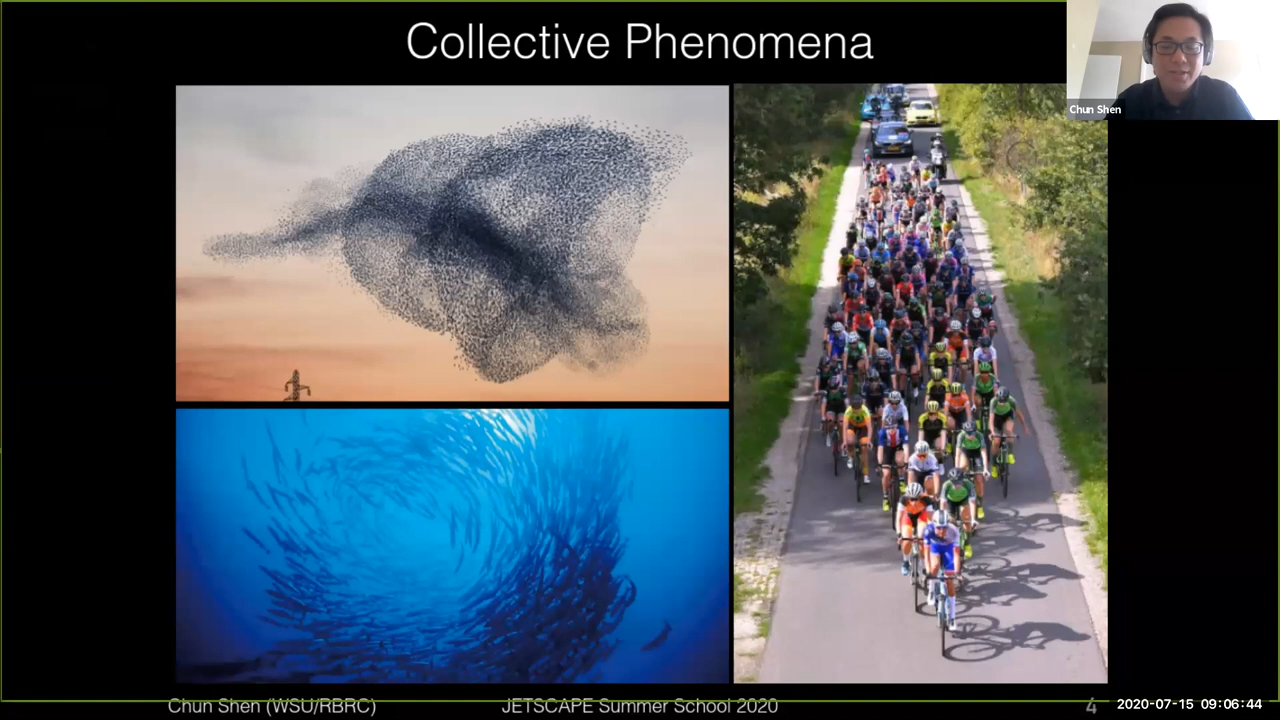 Collective Phenomena
Chun Shen
Chun Shen (WSU/RBRC)
JETSCAPE Summer School 2020
4
2020-07-15 09:06:44